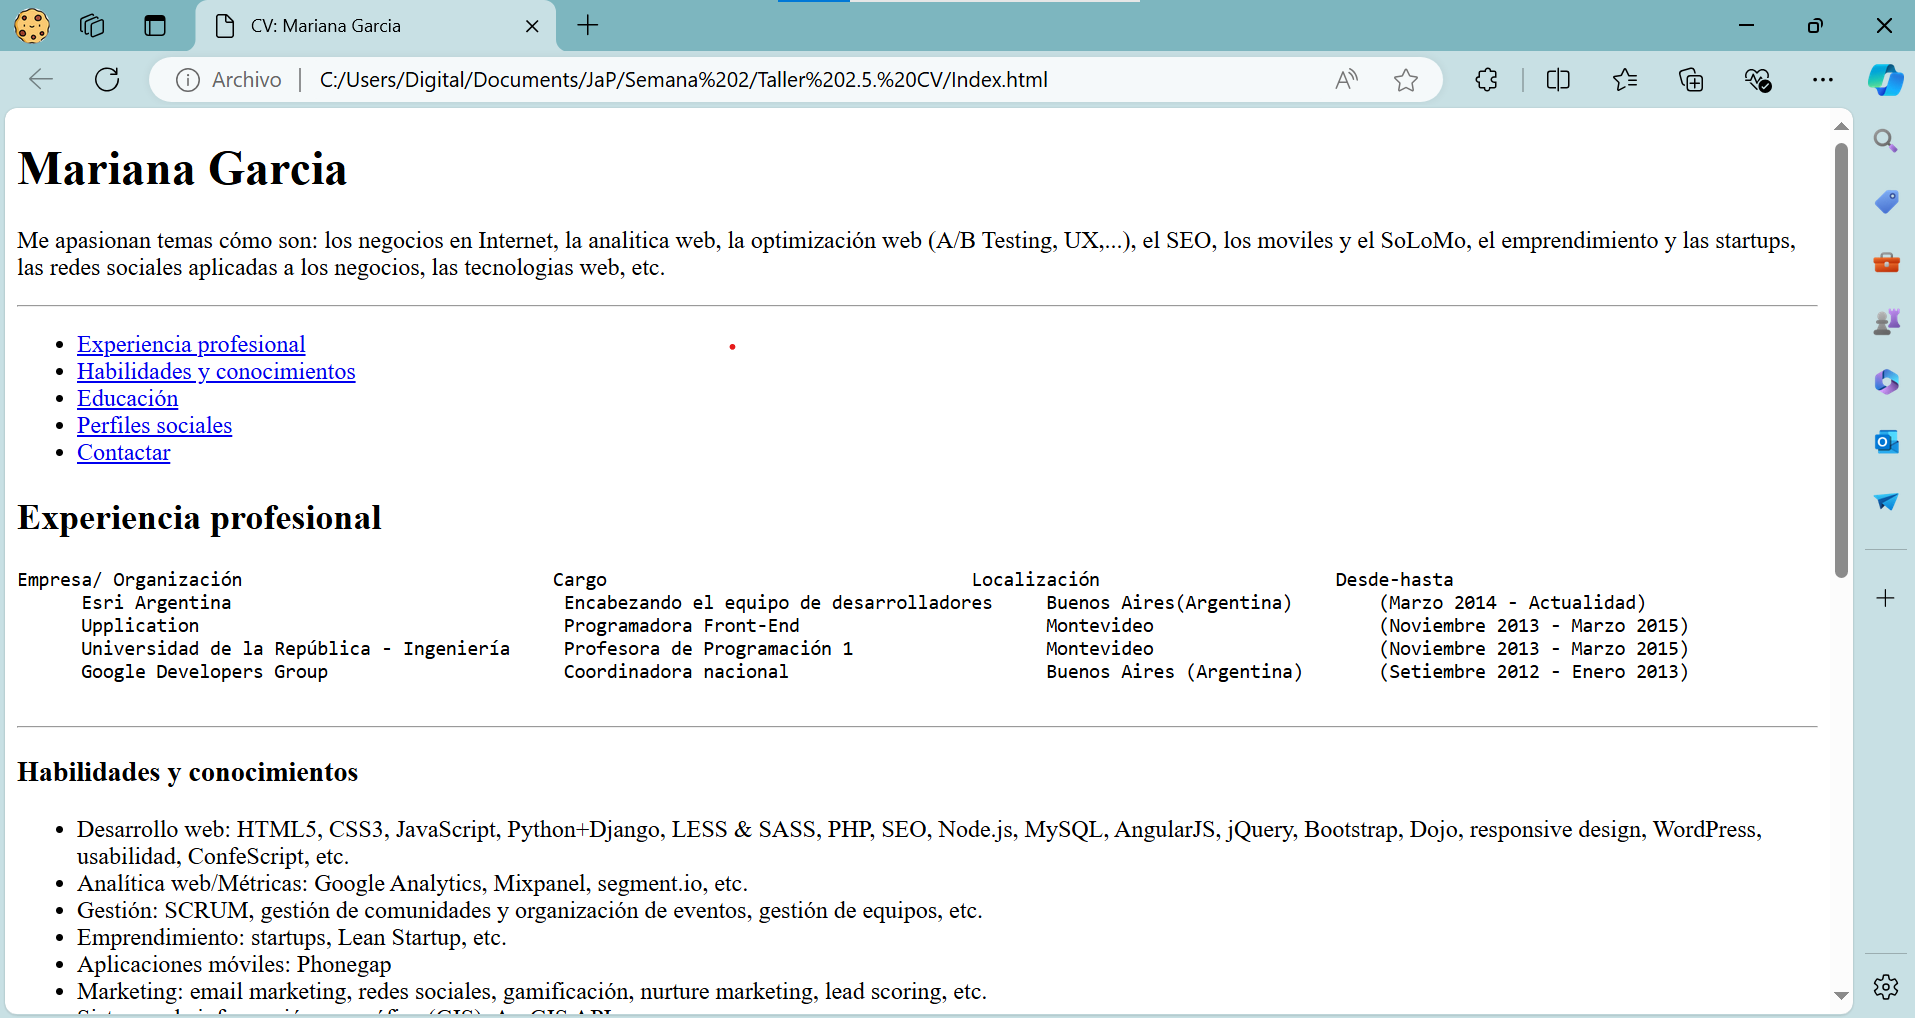 CV: Mariana Garcia
Archivo
C:/Users/Digital/Documents/JaP/Semana%202/Taller%202.5.%20CV/Index.html
Mariana Garcia
Me apasionan temas cómo son: los negocios en Internet, la analitica web, la optimización web (A/B Testing, UX,...), el SEO, los moviles y el SoLoMo, el emprendimiento y las startups,
las redes sociales aplicadas a los negocios, las tecnologias web, etc.
Experiencia profesional
Habilidades y conocimientos
Educación
Perfiles sociales
Contactar
Experiencia profesional
Empresa/ Organización Cargo Localización Desde-hasta
Esri Argentina Encabezando el equipo de desarrolladores Buenos Aires(Argentina) (Marzo 2014 - Actualidad)
Upplication Programadora Front-End Montevideo (Noviembre 2013 - Marzo 2015)
Universidad de la República - Ingeniería Profesora de Programación 1 Montevideo (Noviembre 2013 - Marzo 2015)
Google Developers Group Coordinadora nacional Buenos Aires (Argentina) (Setiembre 2012 - Enero 2013)
Habilidades y conocimientos
Desarrollo web: HTML5, CSS3, JavaScript, Python+Django, LESS & SASS, PHP, SEO, Node.js, MySQL, AngularJS, jQuery, Bootstrap, Dojo, responsive design, WordPress,
usabilidad, ConfeScript, etc.
Analítica web/Métricas: Google Analytics, Mixpanel, segment.io, etc.
Gestión: SCRUM, gestión de comunidades y organización de eventos, gestión de equipos, etc.
Emprendimiento: startups, Lean Startup, etc.
Aplicaciones móviles: Phonegap
Marketing: email marketing, redes sociales, gamificación, nurture marketing, lead scoring, etc.